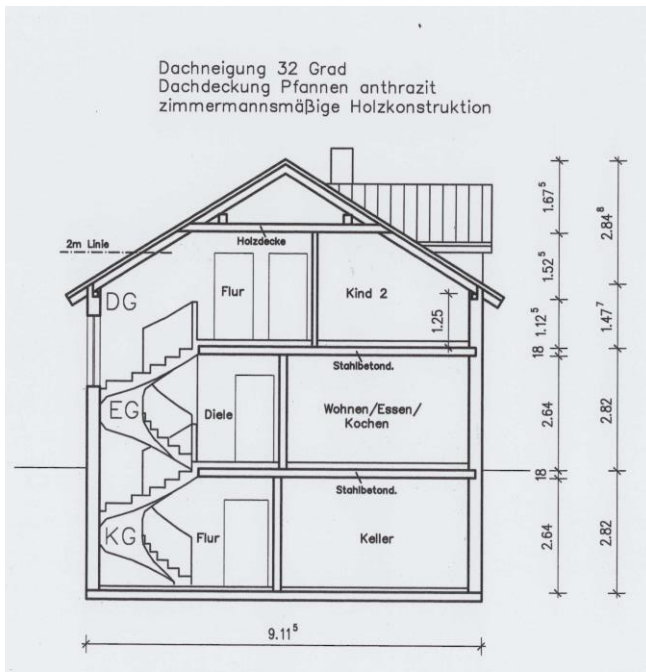 Dachneigung 32 Grad
Dachdeckung Pfannen anthrazit
zimmermannsmäßige Holzkonstruktion
2m Linie
Holzdecke
DG
Flur
Kind 2
1.25
Stahlbetond.
EG
Diele
Wohnen/Essen/
Kochen
Stahlbetond.
KG
Flur
Keller
9.11⁵
1.67⁵
1.52⁵
1.12⁵
18
2.64
18
2.64
2.84⁸
1.47⁷
2.82
2.82